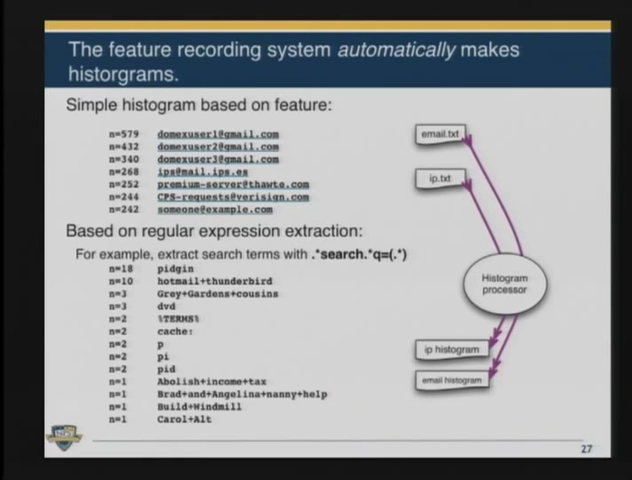 The feature recording system automatically makes
historgrams.
Simple histogram based on feature:
n=579 domexuser1@gmail.com
n=432 domexuser2@gmail.com
n=340 domexuser3@gmail.com
n=268 ips@mail.ips.es
n=252 premium-server@thawte.com
n=244 CPS-requests@verisign.com
n=242 someone@example.com
Based on regular expression extraction:
For example, extract search terms with .*search.*q=(.*)
n=18 pidgin
n=10 hotmail+thunderbird
n=3 Grey+Gardens+cousins
n=3 dvd
n=2 %TERMS%
n=2 cache:
n=2 p
n=2 pi
n=2 pid
n=1 Abolish+income+tax
n=1 Brad+and+Angelina+nanny+help
n=1 Build+Windmill
n=1 Carol+Alt
email.txt
ip.txt
Histogram
processor
ip histogram
email histogram
27